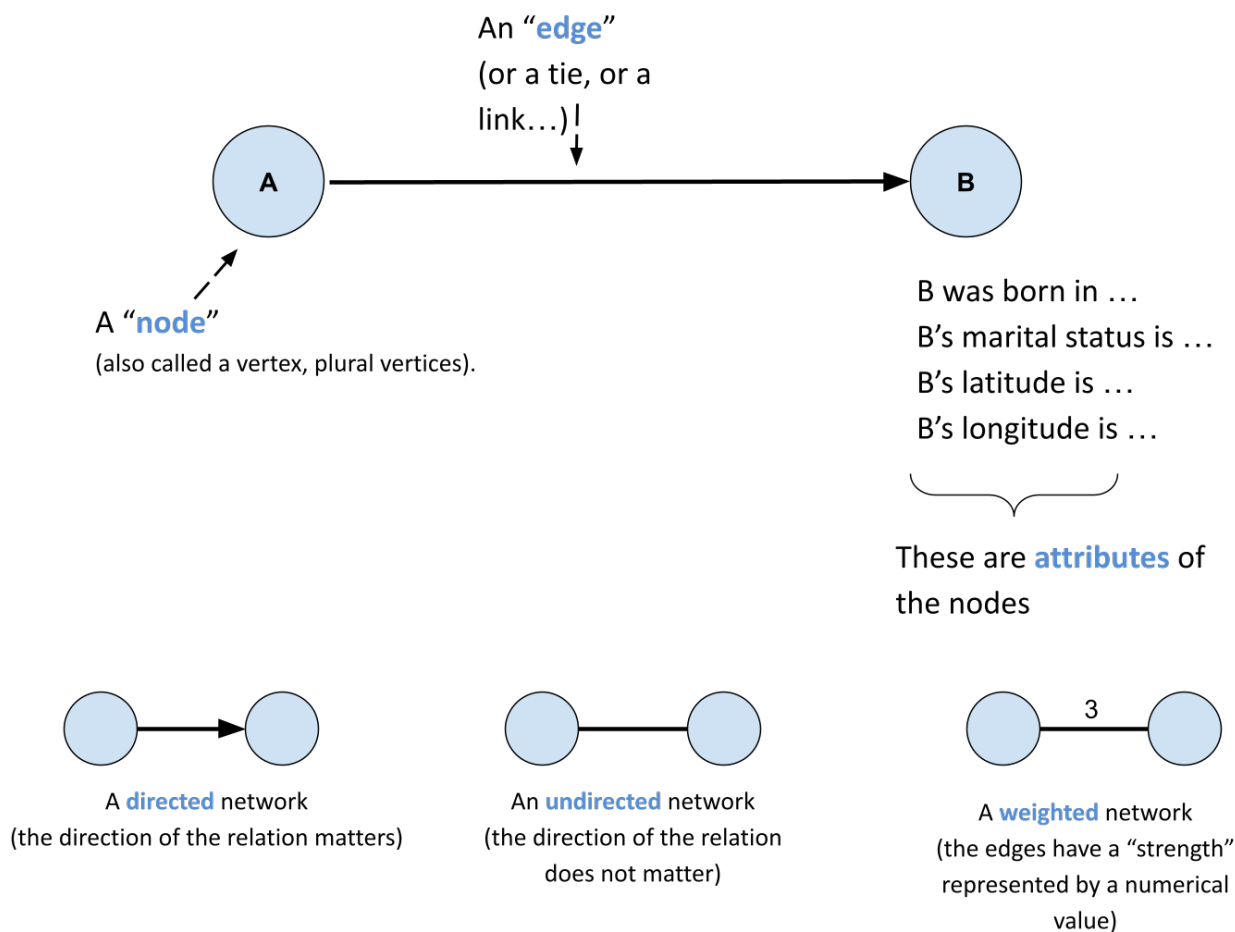 An “edge”
(or a tie, or a
link…)
A
B
A “node”
(also called a vertex, plural vertices).
B was born in …
B’s marital status is …
B’s latitude is …
B’s longitude is …
These are attributes of
the nodes
A directed network
(the direction of the relation matters)
An undirected network
(the direction of the relation
does not matter)
3
A weighted network
(the edges have a “strength”
represented by a numerical
value)